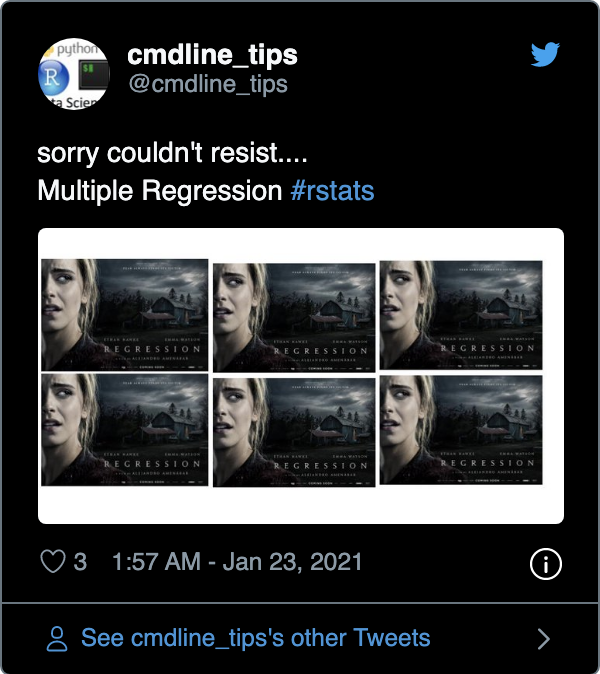 python
R
$
ta Scien
cmdline_tips
@cmdline_tips
sorry couldn't resist....
Multiple Regression #rstats
ETHAN HAWKE EMMA WATSON
REGRESSION
ALEJANDRO AMENÁBAR
COMING SOON
ETHAN HAWKE EMMA WATSON
REGRESSION
ALEJANDRO AMENÁBAR
COMING SOON
ETHAN HAWKE EMMA WATSON
REGRESSION
ALEJANDRO AMENÁBAR
COMING SOON
ETHAN HAWKE EMMA WATSON
REGRESSION
ALEJANDRO AMENÁBAR
COMING SOON
ETHAN HAWKE EMMA WATSON
REGRESSION
ALEJANDRO AMENÁBAR
COMING SOON
ETHAN HAWKE EMMA WATSON
REGRESSION
ALEJANDRO AMENÁBAR
COMING SOON
3 1:57 AM - Jan 23, 2021
See cmdline_tips's other Tweets